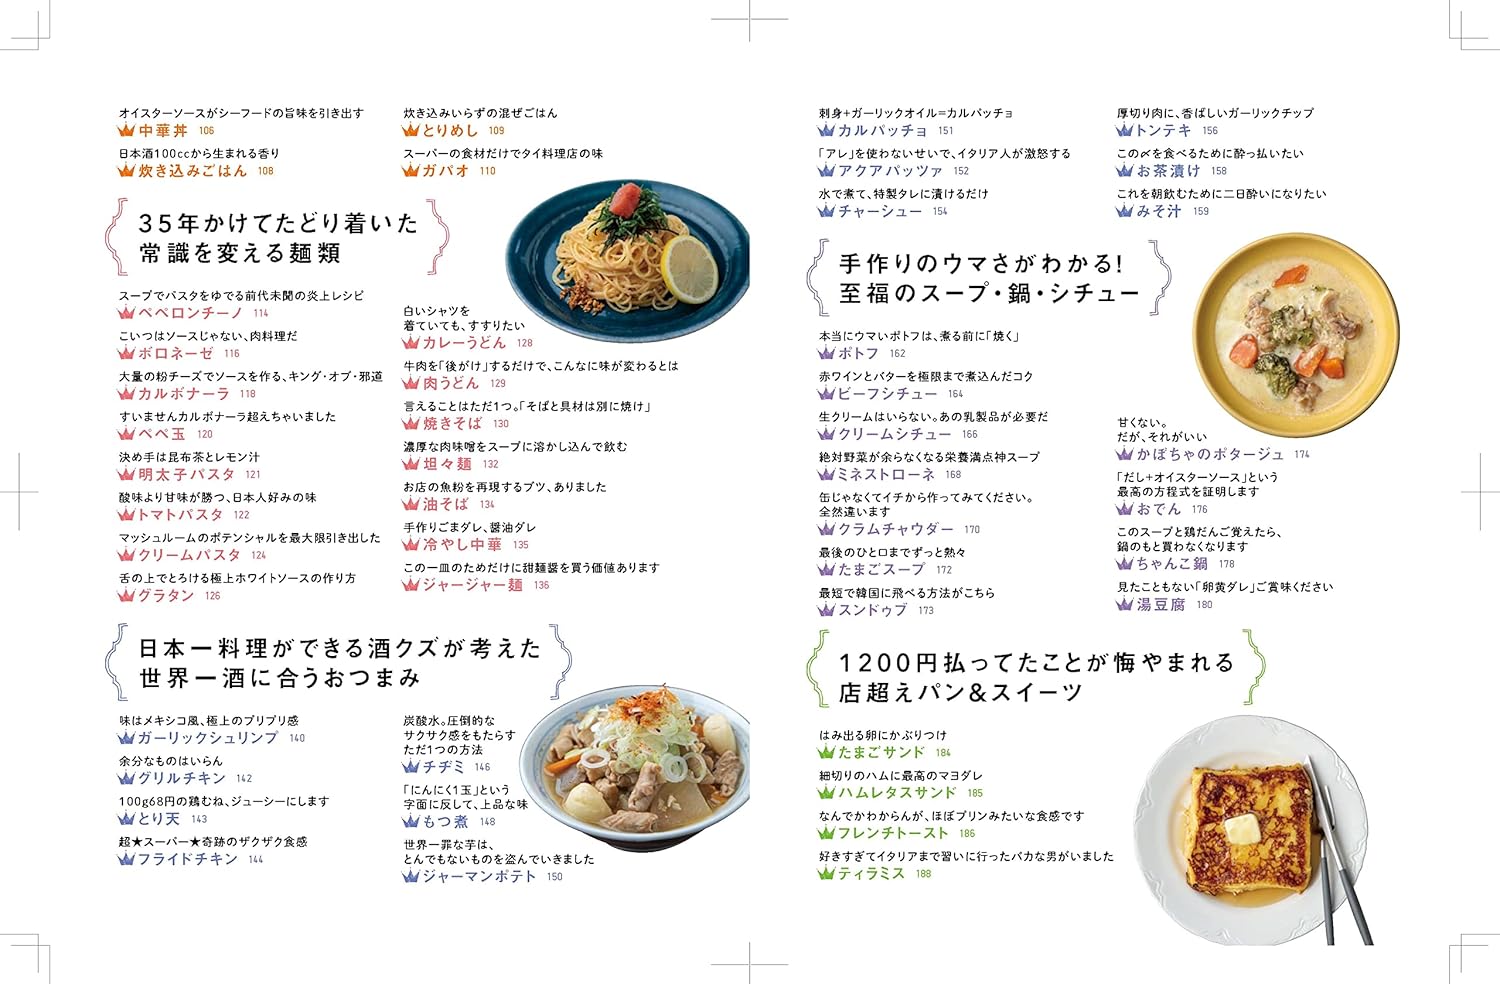 オイスターソースがシーフードの旨味を引き出す
中華丼 106
日本酒100ccから生まれる香り
炊き込みごはん 108
炊き込みいらずの混ぜごはん
とりめし 109
スーパーの食材だけでタイ料理店の味
ガパオ 110
35年かけてたどり着いた
常識を変える麺類
スープでパスタをゆでる前代未聞の炎上レシピ
ペペロンチーノ 114
こいつはソースじゃない、肉料理だ
ボロネーゼ 116
大量の粉チーズでソースを作る、キング・オブ・邪道
カルボナーラ 118
すいませんカルボナーラ超えちゃいました
ペペ玉 120
決め手は昆布茶とレモン汁
明太子パスタ 121
酸味より甘味が勝つ、日本人好みの味
トマトパスタ 122
マッシュルームのポテンシャルを最大限引き出した
クリームパスタ 124
舌の上でとろける極上ホワイトソースの作り方
グラタン 126
白いシャツを
着ていても、すすりたい
カレーうどん 128
牛肉を「後がけ」するだけで、こんなに味が変わるとは
肉うどん 129
言えることはただ1つ。「そばと具材は別に焼け」
焼きそば 130
濃厚な肉味噌をスープに溶かし込んで飲む
坦々麺 132
お店の魚粉を再現するブツ、ありました
油そば 134
手作りごまダレ、醤油ダレ
冷やし中華 135
この一皿のためだけに甜麺醤を買う価値あります
ジャージャー麺 136
日本一料理ができる酒クズが考えた
世界一酒に合うおつまみ
味はメキシコ風、極上のプリプリ感
ガーリックシュリンプ 140
余分なものはいらん
グリルチキン 142
100g68円の鶏むね、ジューシーにします
とり天 143
超★スーパー★奇跡のザクザク食感
フライドチキン 144
炭酸水。圧倒的な
サクサク感をもたらす
ただ1つの方法
チヂミ 146
「にんにく1玉」という
字面に反して、上品な味
もつ煮 148
世界一罪な芋は、
とんでもないものを盗んでいきました
ジャーマンポテト 150
刺身+ガーリックオイル=カルパッチョ
カルパッチョ 151
「アレ」を使わないせいで、イタリア人が激怒する
アクアパッツァ 152
水で煮て、特製タレに漬けるだけ
チャーシュー 154
厚切り肉に、香ばしいガーリックチップ
トンテキ 156
この〆を食べるために酔っ払いたい
お茶漬け 158
これを朝飲むために二日酔いになりたい
みそ汁 159
手作りのウマさがわかる!
至福のスープ・鍋・シチュー
本当にウマいポトフは、煮る前に「焼く」
ポトフ 162
赤ワインとバターを極限まで煮込んだコク
ビーフシチュー 164
生クリームはいらない。あの乳製品が必要だ
クリームシチュー 166
絶対野菜が余らなくなる栄養満点神スープ
ミネストローネ 168
缶じゃなくてイチから作ってみてください。
全然違います
クラムチャウダー 170
最後のひと口までずっと熱々
たまごスープ 172
最短で韓国に飛べる方法がこちら
スンドゥブ 173
甘くない。
だが、それがいい
かぼちゃのポタージュ 174
「だし+オイスターソース」という
最高の方程式を証明します
おでん 176
このスープと鶏だんご覚えたら、
鍋のもと買わなくなります
ちゃんこ鍋 178
見たこともない「卵黄ダレ」ご賞味ください
湯豆腐 180
1200円払ってたことが悔やまれる
店超えパン&スイーツ
はみ出る卵にかぶりつけ
たまごサンド 184
細切りのハムに最高のマヨダレ
ハムレタスサンド 185
なんでかわからんが、ほぼプリンみたいな食感です
フレンチトースト 186
好きすぎてイタリアまで習いに行ったバカな男がいました
ティラミス 188